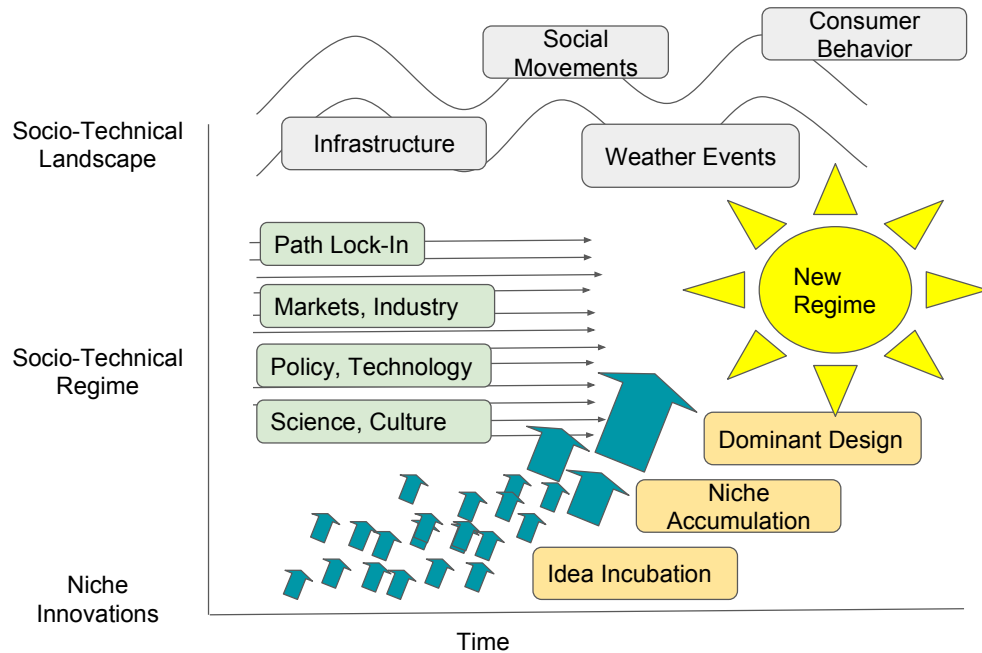 Consumer
Behavior
Social
Movements
Socio-Technical
Landscape
Infrastructure
Weather Events
Path Lock-In
New
Regime
Markets, Industry
Socio-Technical
Regime
Policy, Technology
Science, Culture
Dominant Design
Niche
Accumulation
Idea Incubation
Niche
Innovations
Time